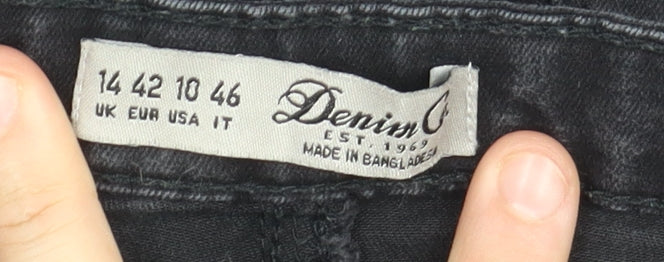 14 42 10 46
UK EUR USA IT
Denim
EST. 1969
MADE IN BANGLADESH